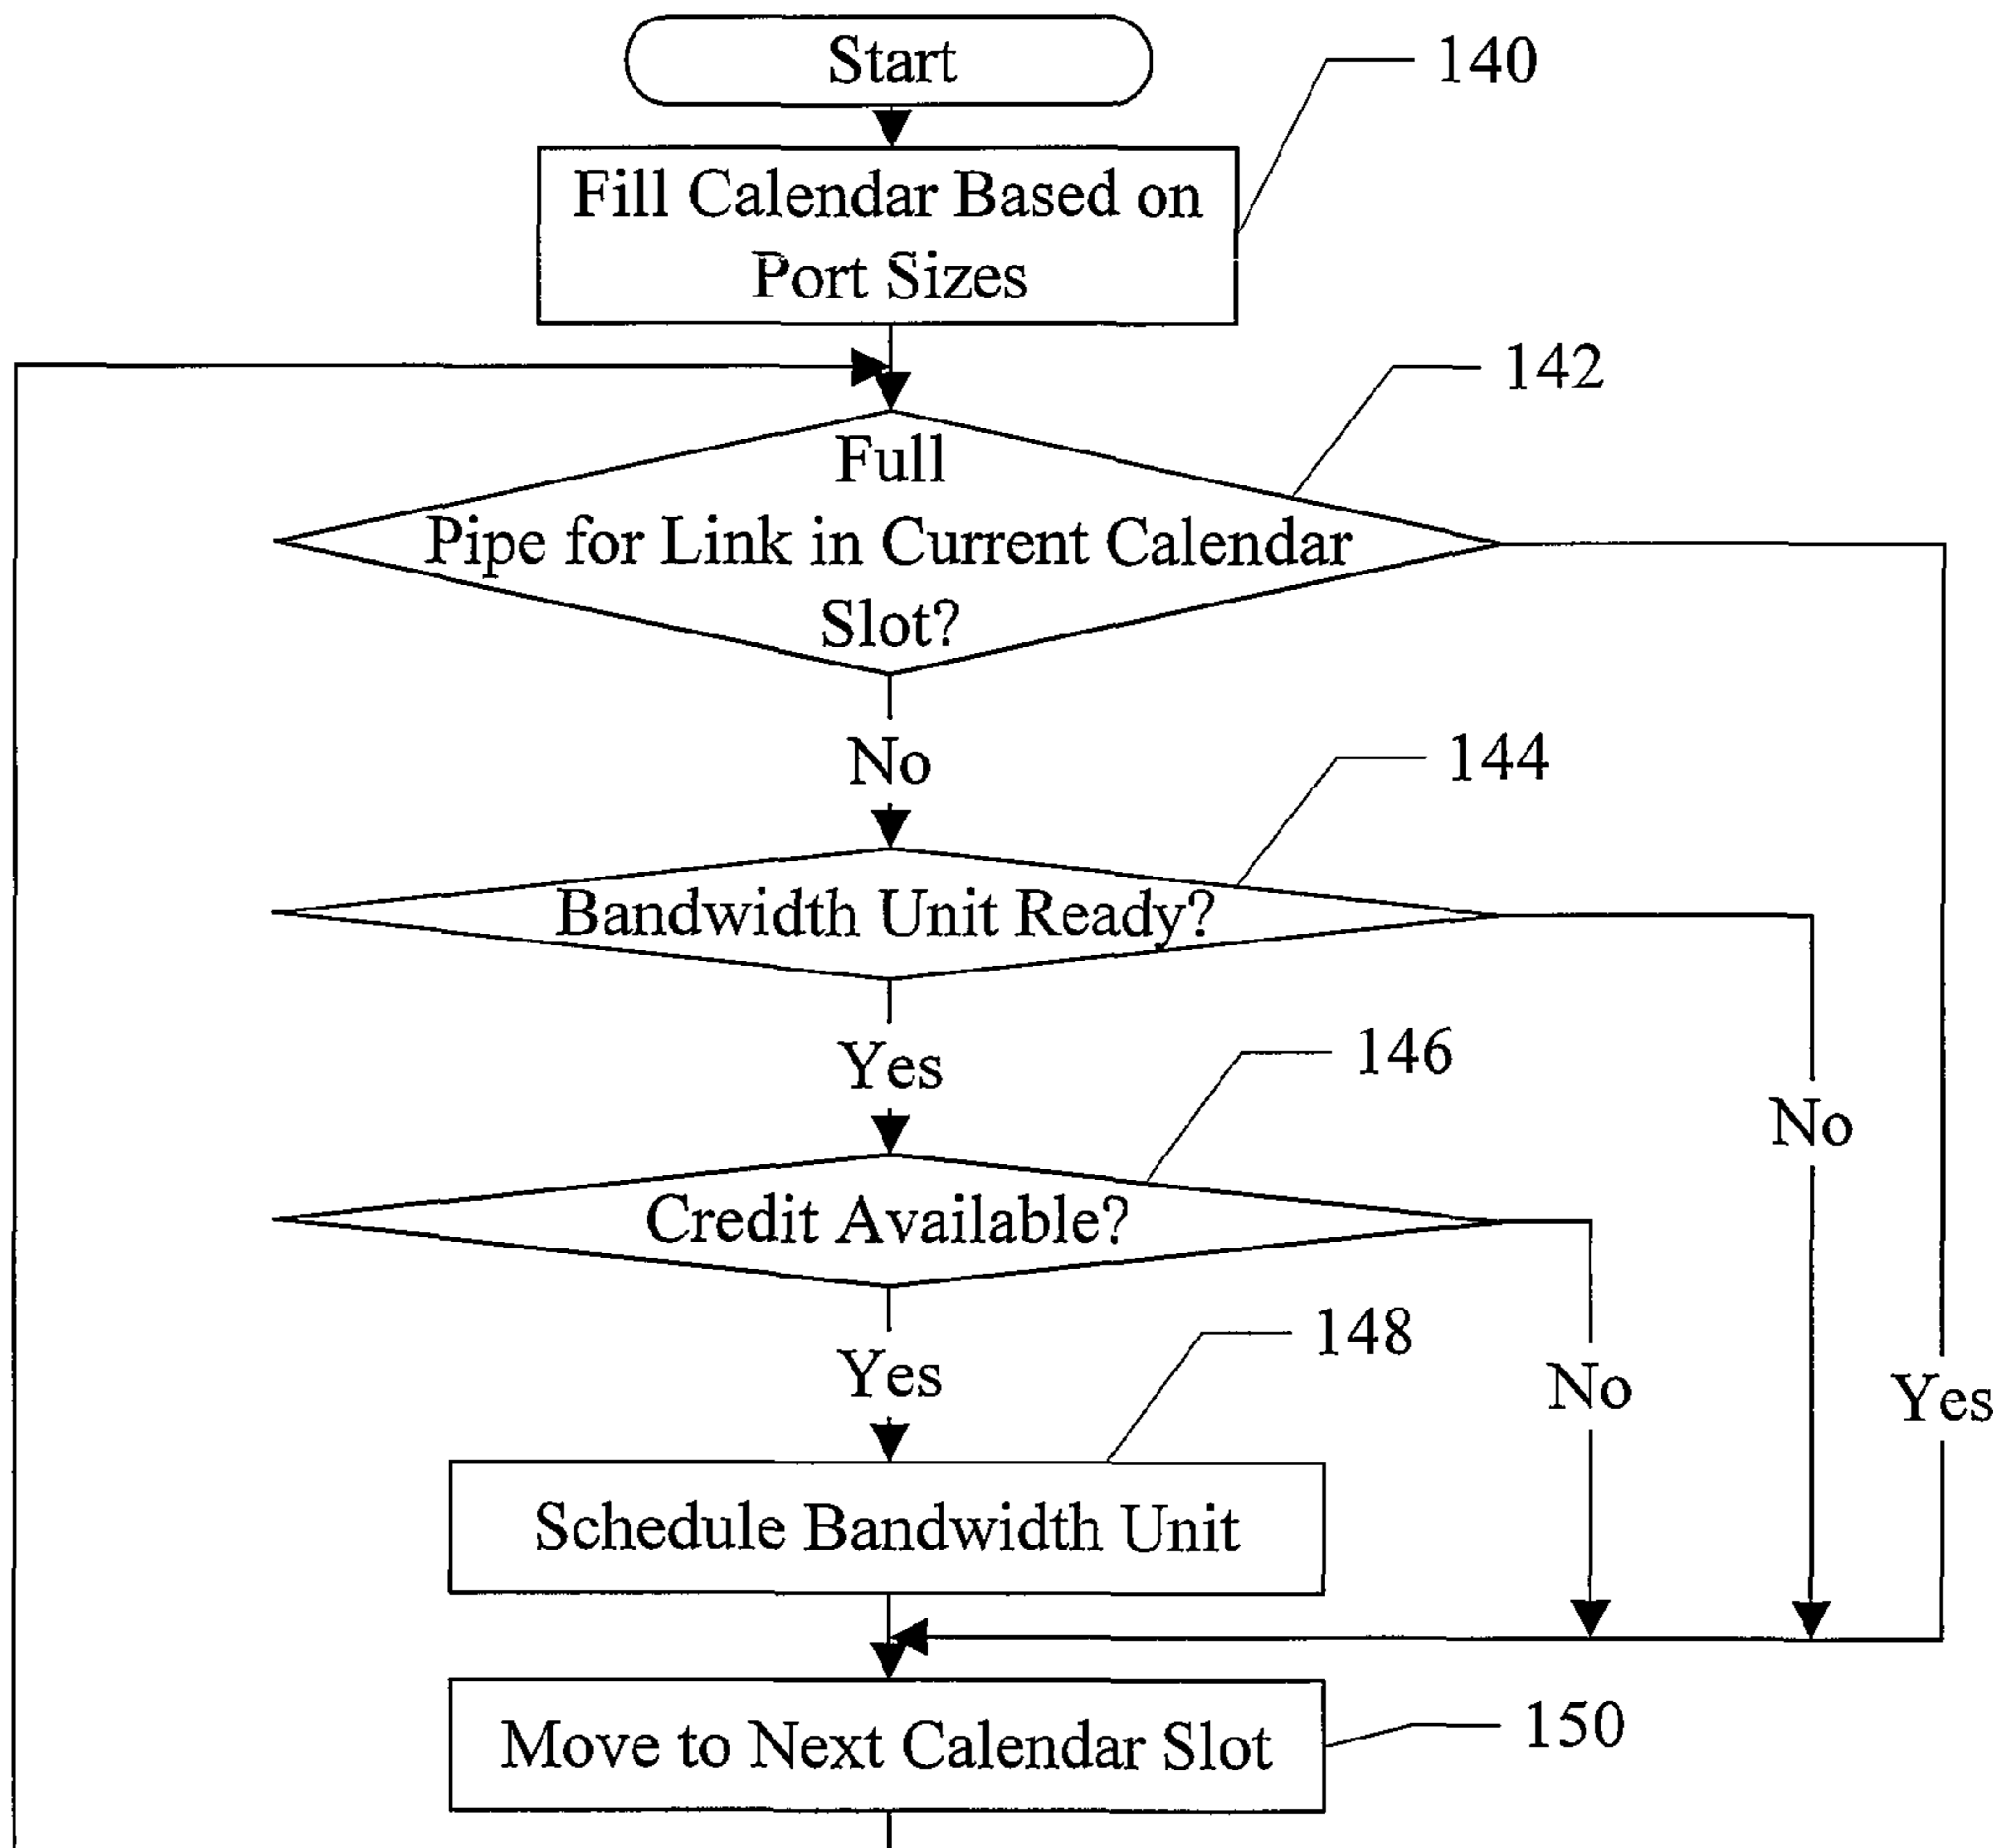 Start
140
Fill Calendar Based on
Port Sizes
142
Full
Pipe for Link in Current Calendar
Slot?
No
144
Bandwidth Unit Ready?
Yes
146
No
Credit Available?
Yes
148
No
Yes
Schedule Bandwidth Unit
Move to Next Calendar Slot
150